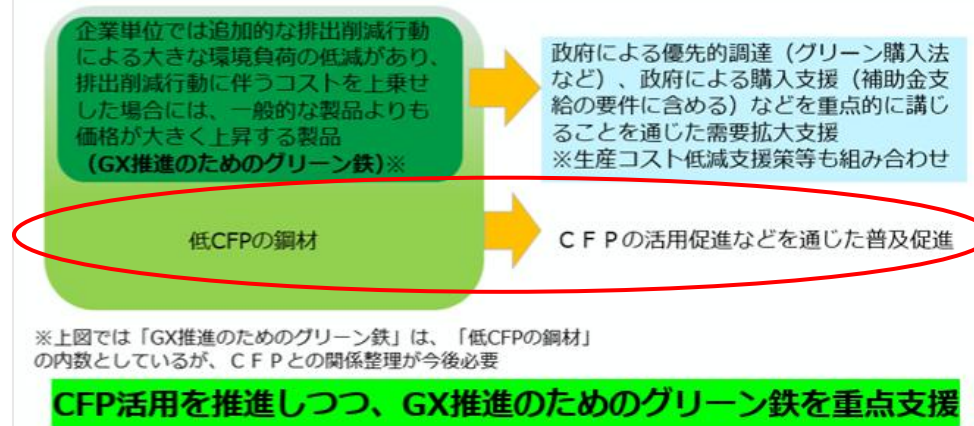 企業単位では追加的な排出削減行動
による大きな環境負荷の低減があり、
排出削減行動に伴うコストを上乗せ
した場合には、一般的な製品よりも
価格が大きく上昇する製品
（GX推進のためのグリーン鉄）※
政府による優先的調達（グリーン購入法
など）、政府による購入支援（補助金支
給の要件に含める）などを重点的に講じ
ることを通じた需要拡大支援
※生産コスト低減支援策等も組み合わせ
低CFPの鋼材
ＣＦＰの活用促進などを通じた普及促進
※上図では「GX推進のためのグリーン鉄」は、「低CFPの鋼材」
の内数としているが、ＣＦＰとの関係整理が今後必要
CFP活用を推進しつつ、GX推進のためのグリーン鉄を重点支援